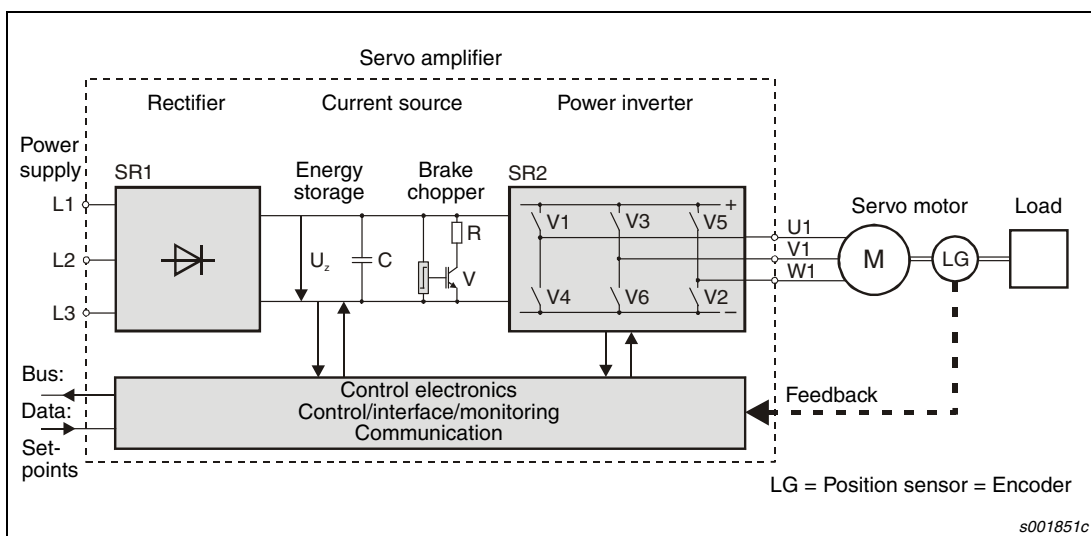 Servo amplifier
Rectifier
Current source
Power inverter
Power
supply
SR1
Energy
storage
Brake
chopper
SR2
L1
L2
L3
Uz
C
R
V
+
V1
V3
V5
V4
V6
V2
−
U1
V1
W1
Servo motor
Load
M
LG
Bus:
Data:
Set-
points
Control electronics
Control/interface/monitoring
Communication
Feedback
LG = Position sensor = Encoder
s001851c